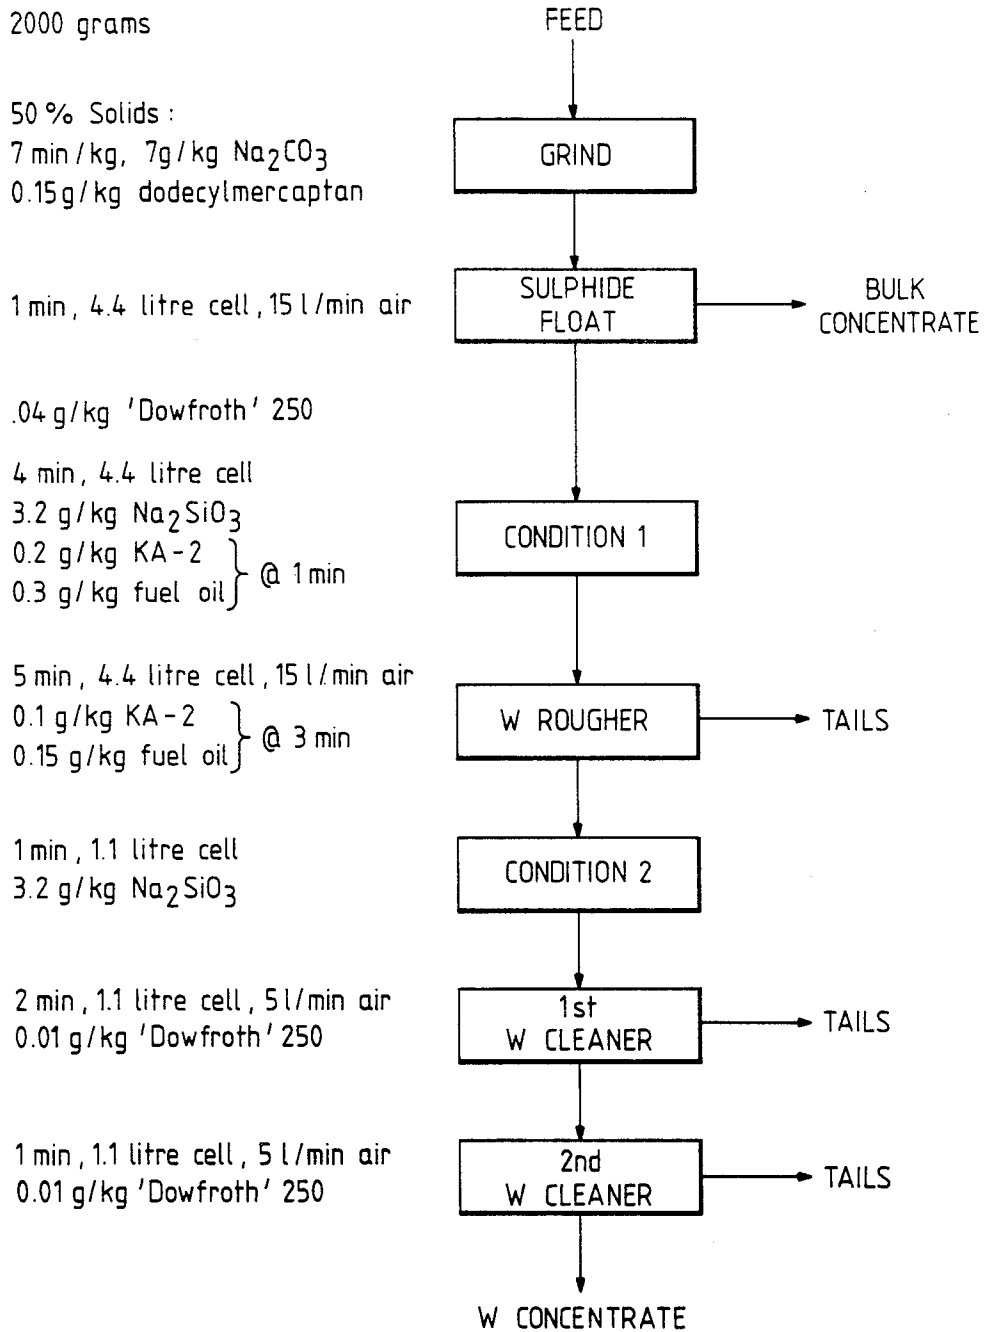 2000 grams
FEED
50 % Solids :
7 min/kg, 7g/kg Na₂CO₃
0.15g/kg dodecylmercaptan
GRIND
1 min, 4.4 litre cell, 15 l/min air
SULPHIDE
FLOAT
BULK
CONCENTRATE
.04 g/kg 'Dowfroth' 250
4 min, 4.4 litre cell
3.2 g/kg Na₂SiO₃
0.2 g/kg KA-2
0.3 g/kg fuel oil
@ 1 min
CONDITION 1
5 min, 4.4 litre cell, 15 l/min air
0.1 g/kg KA-2
0.15 g/kg fuel oil
@ 3 min
W ROUGHER
TAILS
1 min, 1.1 litre cell
3.2 g/kg Na₂SiO₃
CONDITION 2
2 min, 1.1 litre cell, 5 l/min air
0.01 g/kg 'Dowfroth' 250
1st
W CLEANER
TAILS
1 min, 1.1 litre cell, 5 l/min air
0.01 g/kg 'Dowfroth' 250
2nd
W CLEANER
TAILS
W CONCENTRATE